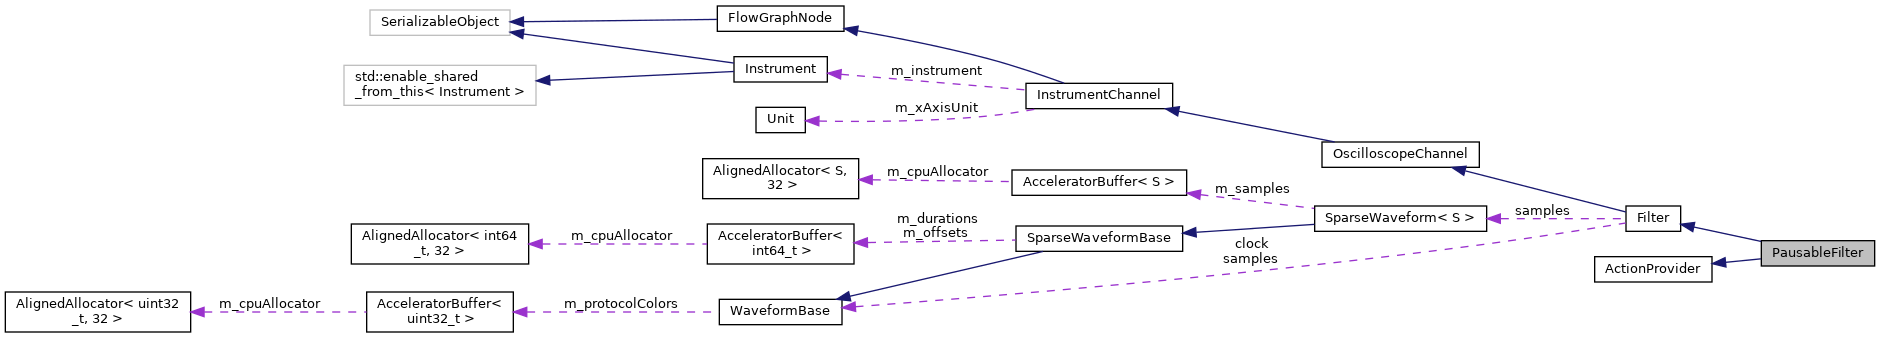 SerializableObject
FlowGraphNode
std::enable_shared
_from_this< Instrument >
Instrument
m_instrument
InstrumentChannel
m_xAxisUnit
Unit
OscilloscopeChannel
AlignedAllocator< S,
32 >
m_cpuAllocator
AcceleratorBuffer< S >
m_samples
SparseWaveform< S >
samples
Filter
PausableFilter
ActionProvider
AlignedAllocator< int64
_t, 32 >
m_cpuAllocator
AcceleratorBuffer<
int64_t >
m_durations
m_offsets
SparseWaveformBase
clock
samples
AlignedAllocator< uint32
_t, 32 >
m_cpuAllocator
AcceleratorBuffer<
uint32_t >
m_protocolColors
WaveformBase